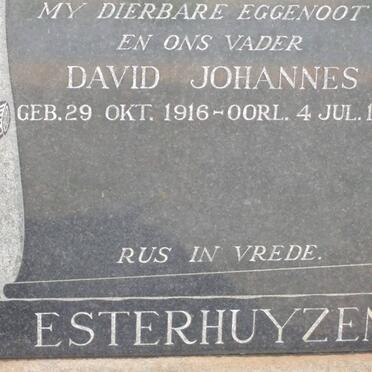 MY DIERBARE EGGENOOT
EN ONS VADER
DAVID JOHANNES
GEB. 29 OKT. 1916 - OORL. 4 JUL. 1
RUS IN VREDE.
ESTERHUYZEN